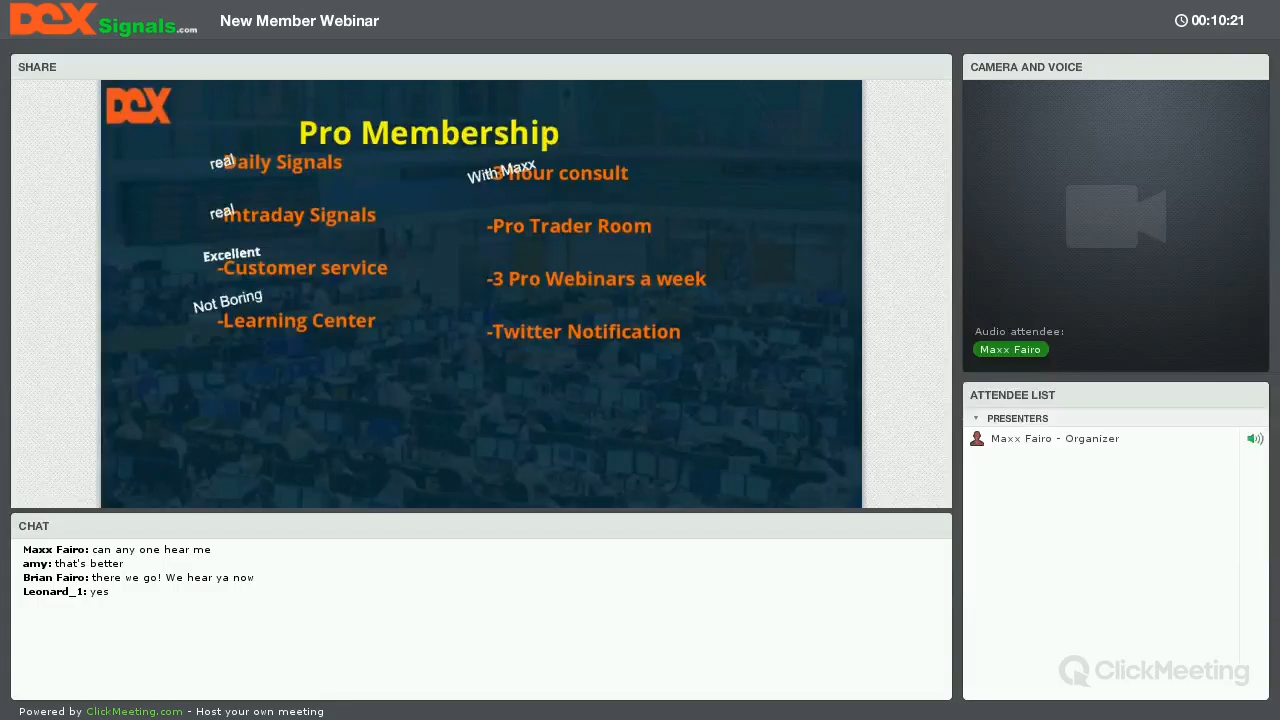 DCX Signals.com
New Member Webinar
00:10:21
SHARE
DCX
Pro Membership
real
-Daily Signals
real
-Intraday Signals
Excellent
-Customer service
Not Boring
-Learning Center
With Maxx
-3 hour consult
-Pro Trader Room
-3 Pro Webinars a week
-Twitter Notification
CAMERA AND VOICE
Audio attendee:
Maxx Fairo
ATTENDEE LIST
PRESENTERS
Maxx Fairo - Organizer
CHAT
Maxx Fairo: can any one hear me
amy: that's better
Brian Fairo: there we go! We hear ya now
Leonard_1: yes
ClickMeeting
Powered by ClickMeeting.com - Host your own meeting